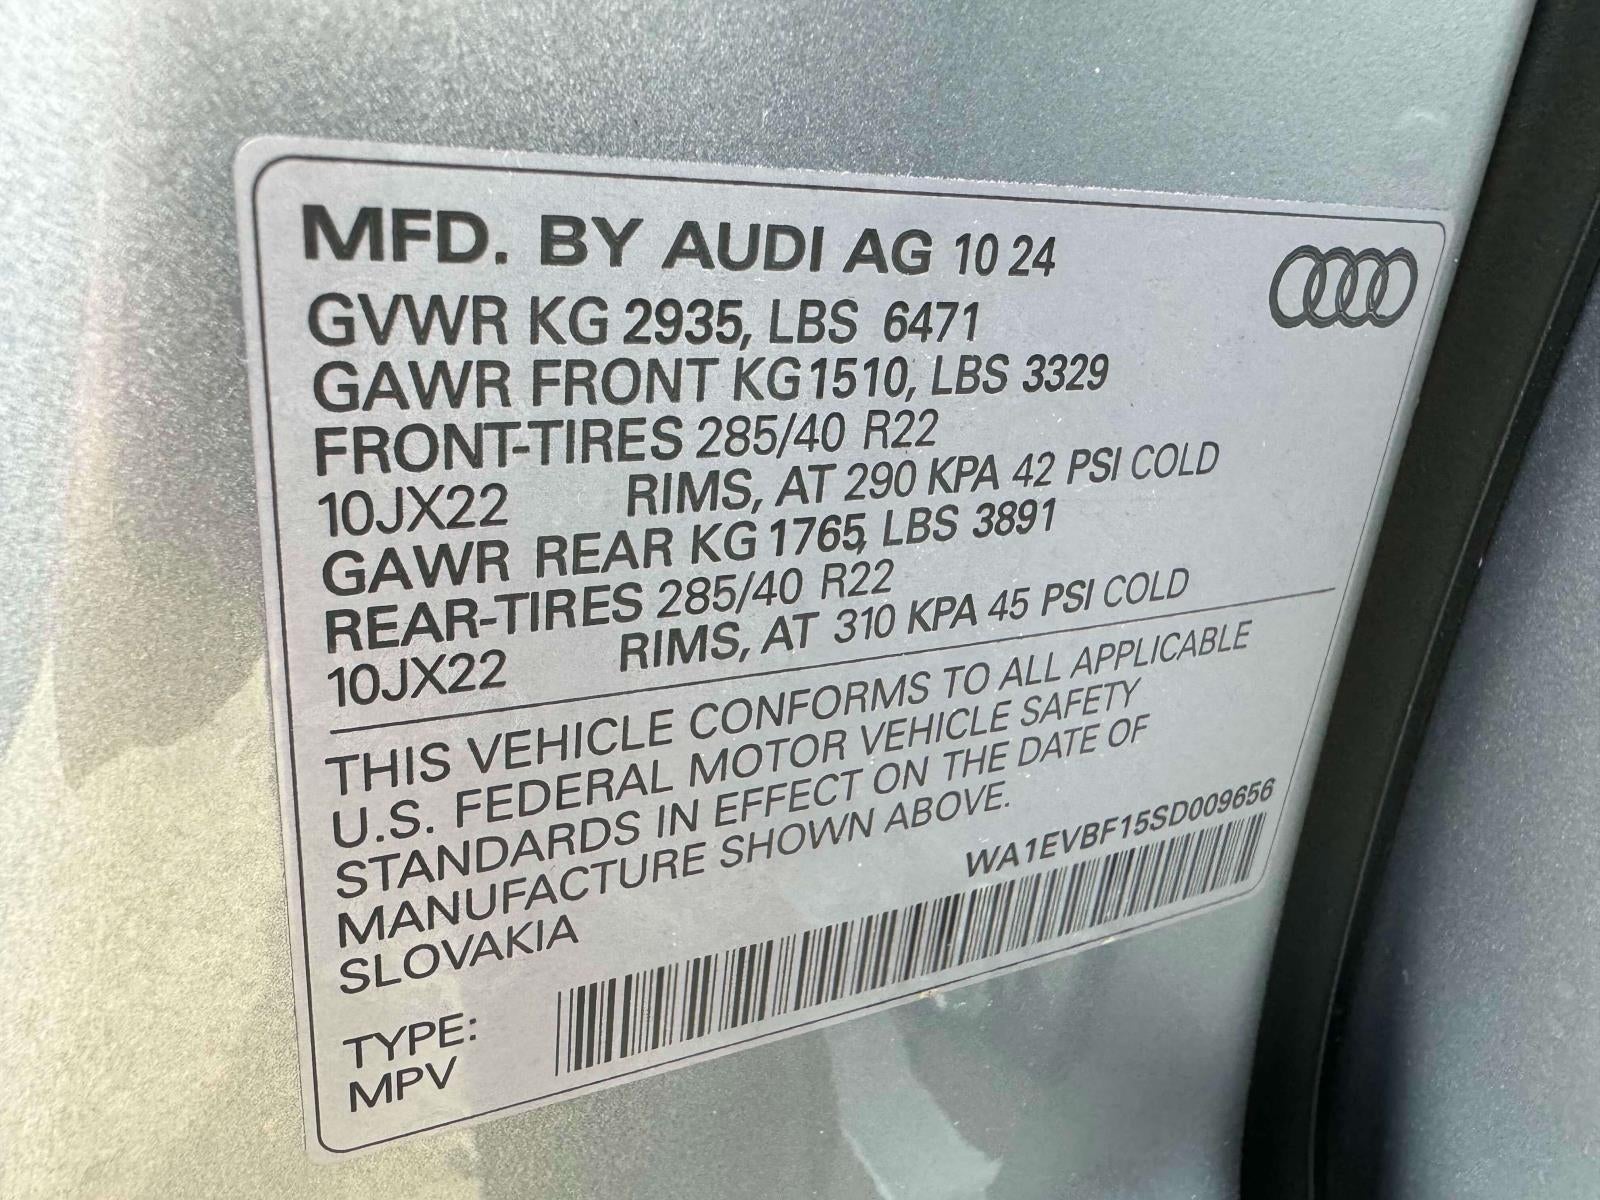 MFD. BY AUDI AG 10 24
GVWR KG 2935, LBS 6471
GAWR FRONT KG 1510, LBS 3329
FRONT-TIRES 285/40 R22
10JX22 RIMS, AT 290 KPA 42 PSI COLD
GAWR REAR KG 1765, LBS 3891
REAR-TIRES 285/40 R22
10JX22 RIMS, AT 310 KPA 45 PSI COLD
THIS VEHICLE CONFORMS TO ALL APPLICABLE
U.S. FEDERAL MOTOR VEHICLE SAFETY
STANDARDS IN EFFECT ON THE DATE OF
MANUFACTURE SHOWN ABOVE.
SLOVAKIA
WA1EVBF15SD009656
TYPE:
MPV